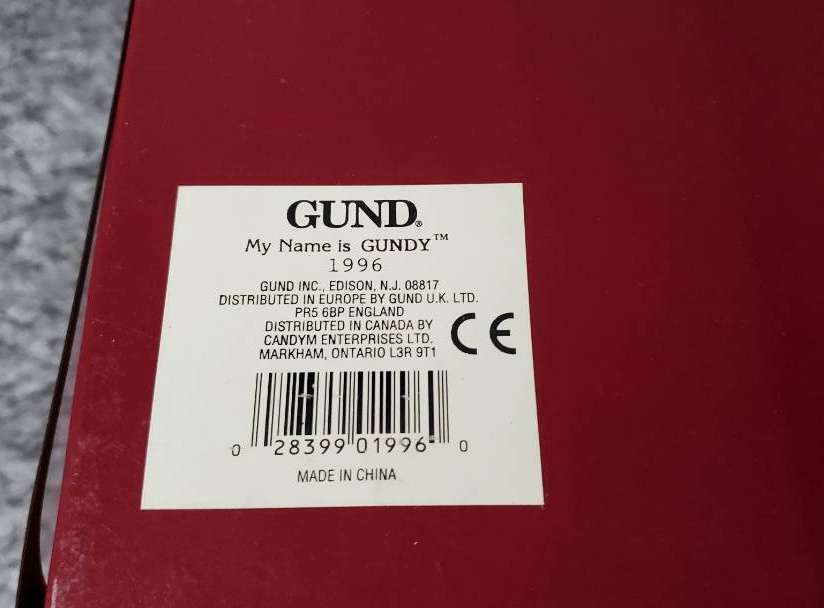 GUND®
My Name is GUNDY™
1996
GUND INC., EDISON, N.J. 08817
DISTRIBUTED IN EUROPE BY GUND U.K. LTD.
PR5 6BP ENGLAND
DISTRIBUTED IN CANADA BY
CANDYM ENTERPRISES LTD.
MARKHAM, ONTARIO L3R 9T1
CE
0 28399 01996 0
MADE IN CHINA